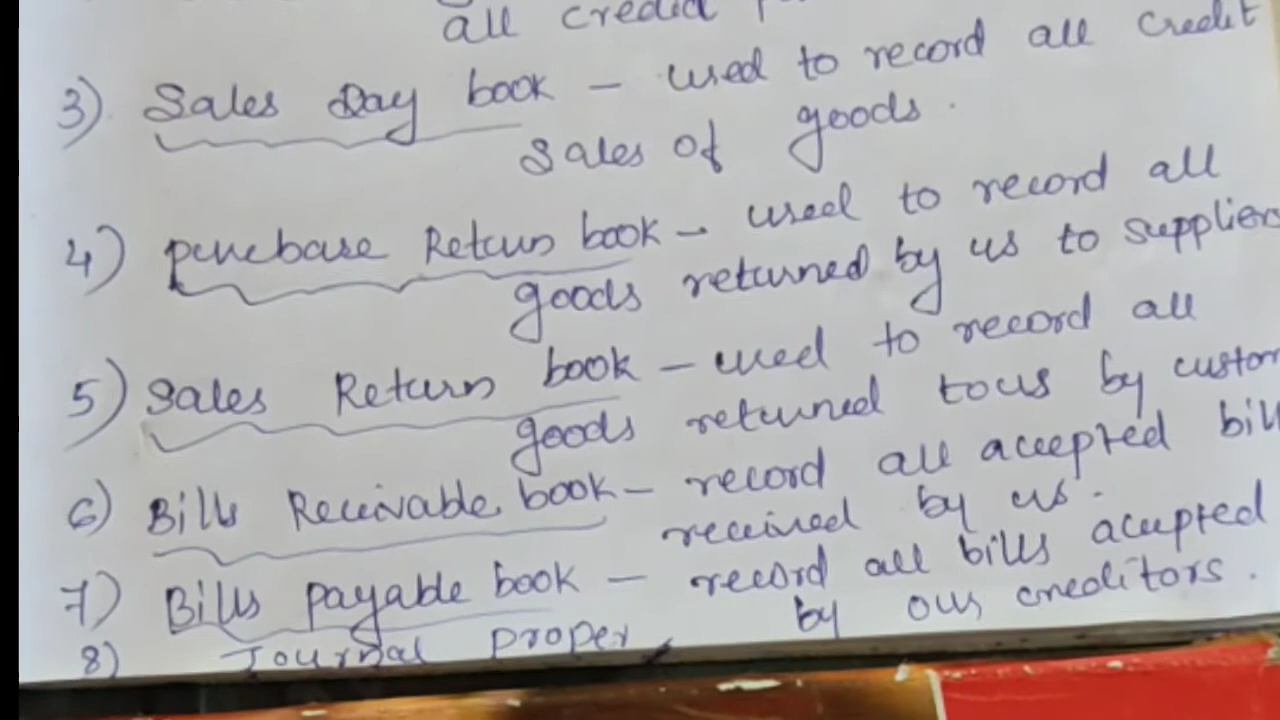 all credit
3) Sales Day book – used to record all credit
sales of goods.
4) purchase Return book – used to record all
goods returned by us to suppliers
5) Sales Return book – used to record all
goods returned to us by custom
6) Bills Receivable book – record all accepted bill
received by us.
7) Bills payable book – record all bills accepted
by our creditors.
8) Journal proper